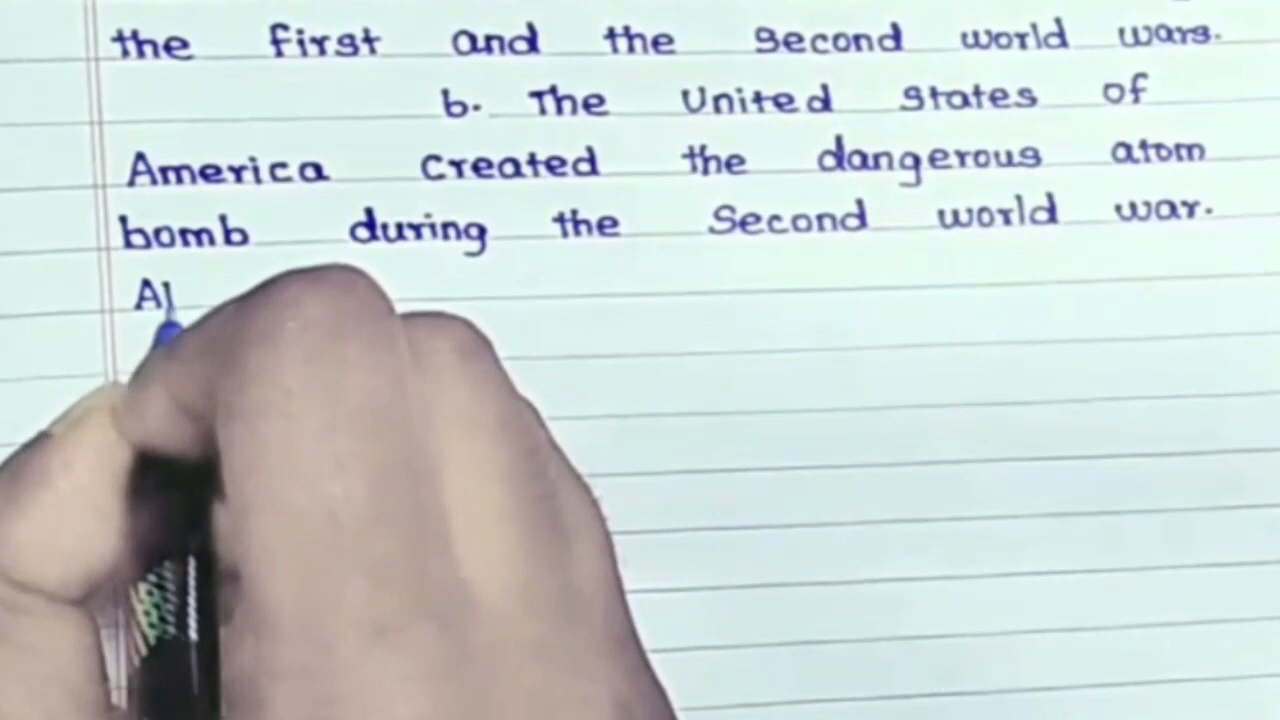 the first and the second world wars.
b. The United States of
America created the dangerous atom
bomb during the Second world war.
Al